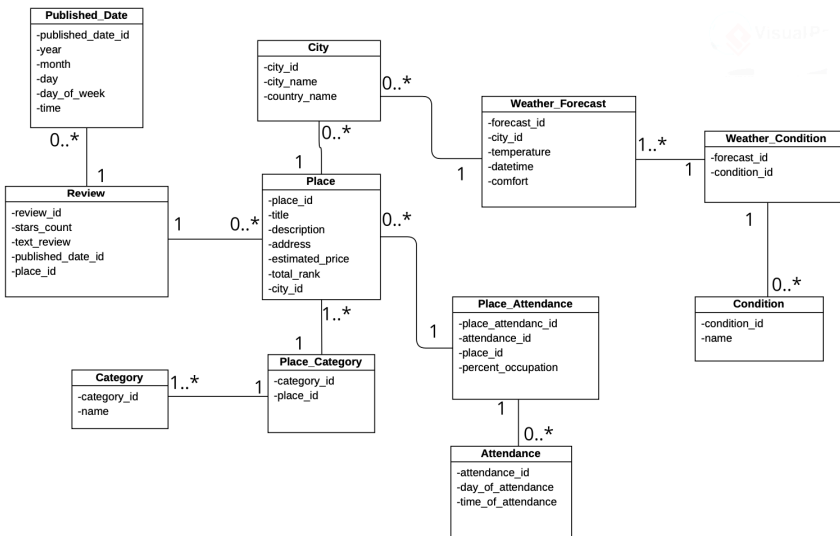 Published_Date
-published_date_id
-year
-month
-day
-day_of_week
-time
0..*
1
City
-city_id
-city_name
-country_name
0..*
0..*
1
1
Weather_Forecast
-forecast_id
-city_id
-temperature
-datetime
-comfort
1..*
1
Weather_Condition
-forecast_id
-condition_id
1
0..*
Review
-review_id
-stars_count
-text_review
-published_date_id
-place_id
1
0..*
Place
-place_id
-title
-description
-address
-estimated_price
-total_rank
-city_id
0..*
1
1..*
1
Place_Attendance
-place_attendanc_id
-attendance_id
-place_id
-percent_occupation
1
0..*
Condition
-condition_id
-name
Category
-category_id
-name
1..*
1
Place_Category
-category_id
-place_id
Attendance
-attendance_id
-day_of_attendance
-time_of_attendance